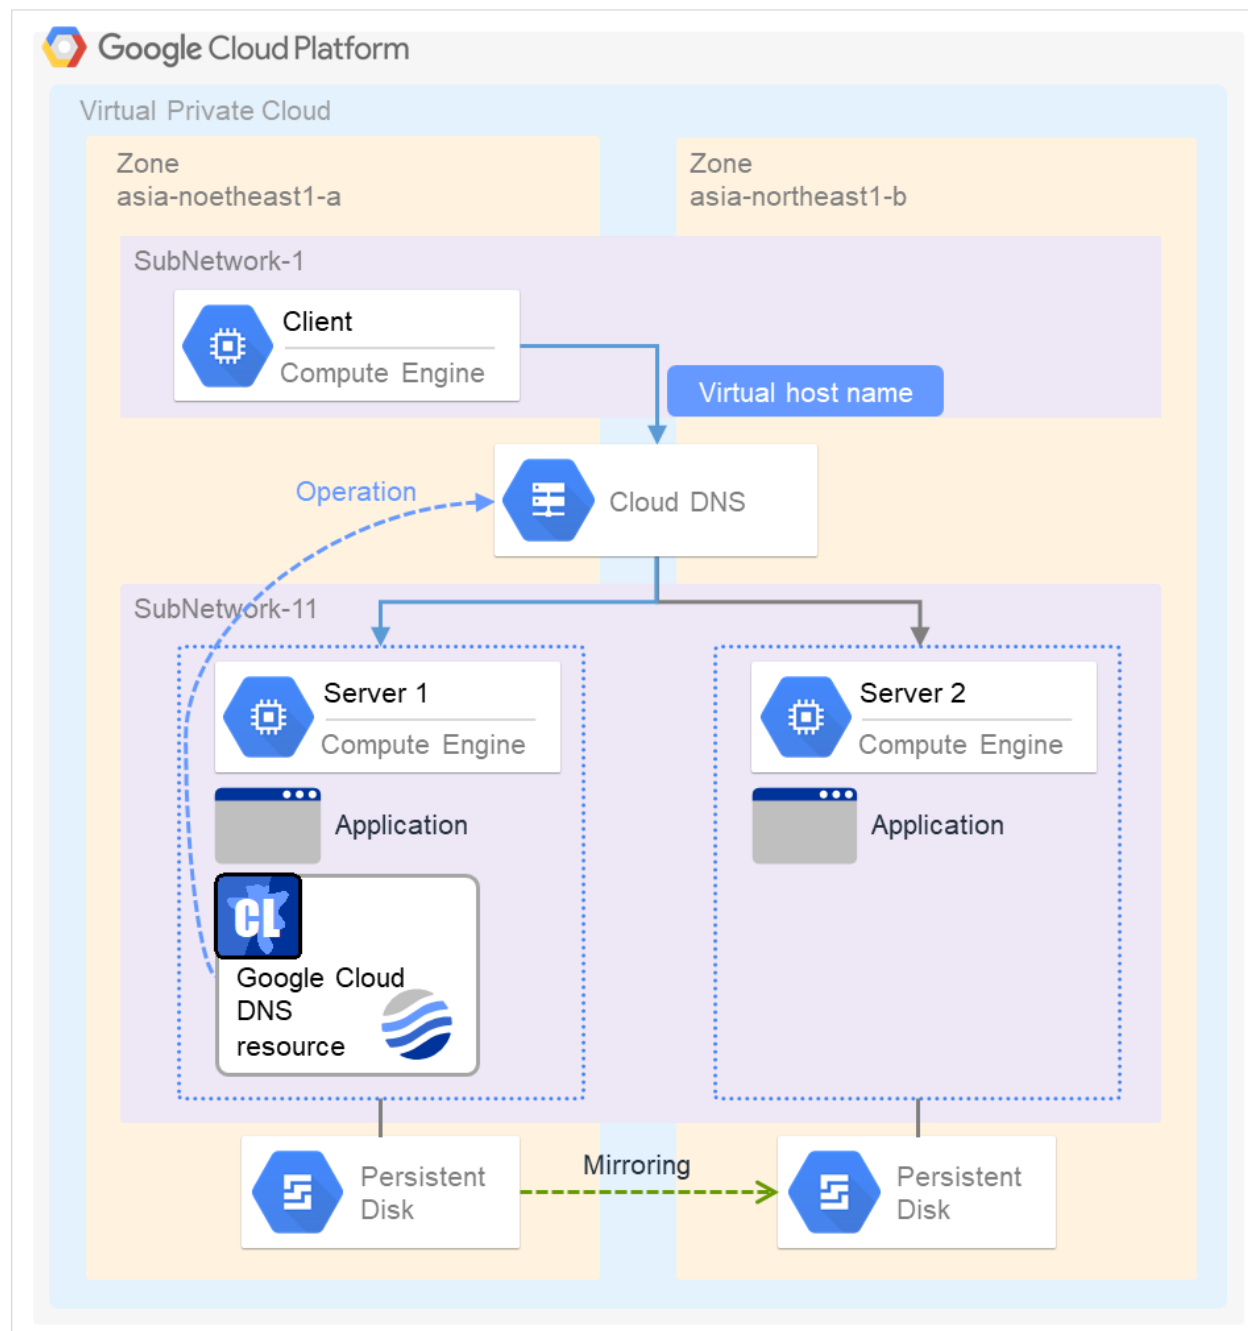 Google Cloud Platform
Virtual Private Cloud
Zone
asia-noetheast1-a
Zone
asia-northeast1-b
SubNetwork-1
Client
Compute Engine
Virtual host name
Operation
Cloud DNS
SubNetwork-11
Server 1
Compute Engine
Server 2
Compute Engine
Application
Application
CL
Google Cloud
DNS
resource
Mirroring
Persistent
Disk
Persistent
Disk